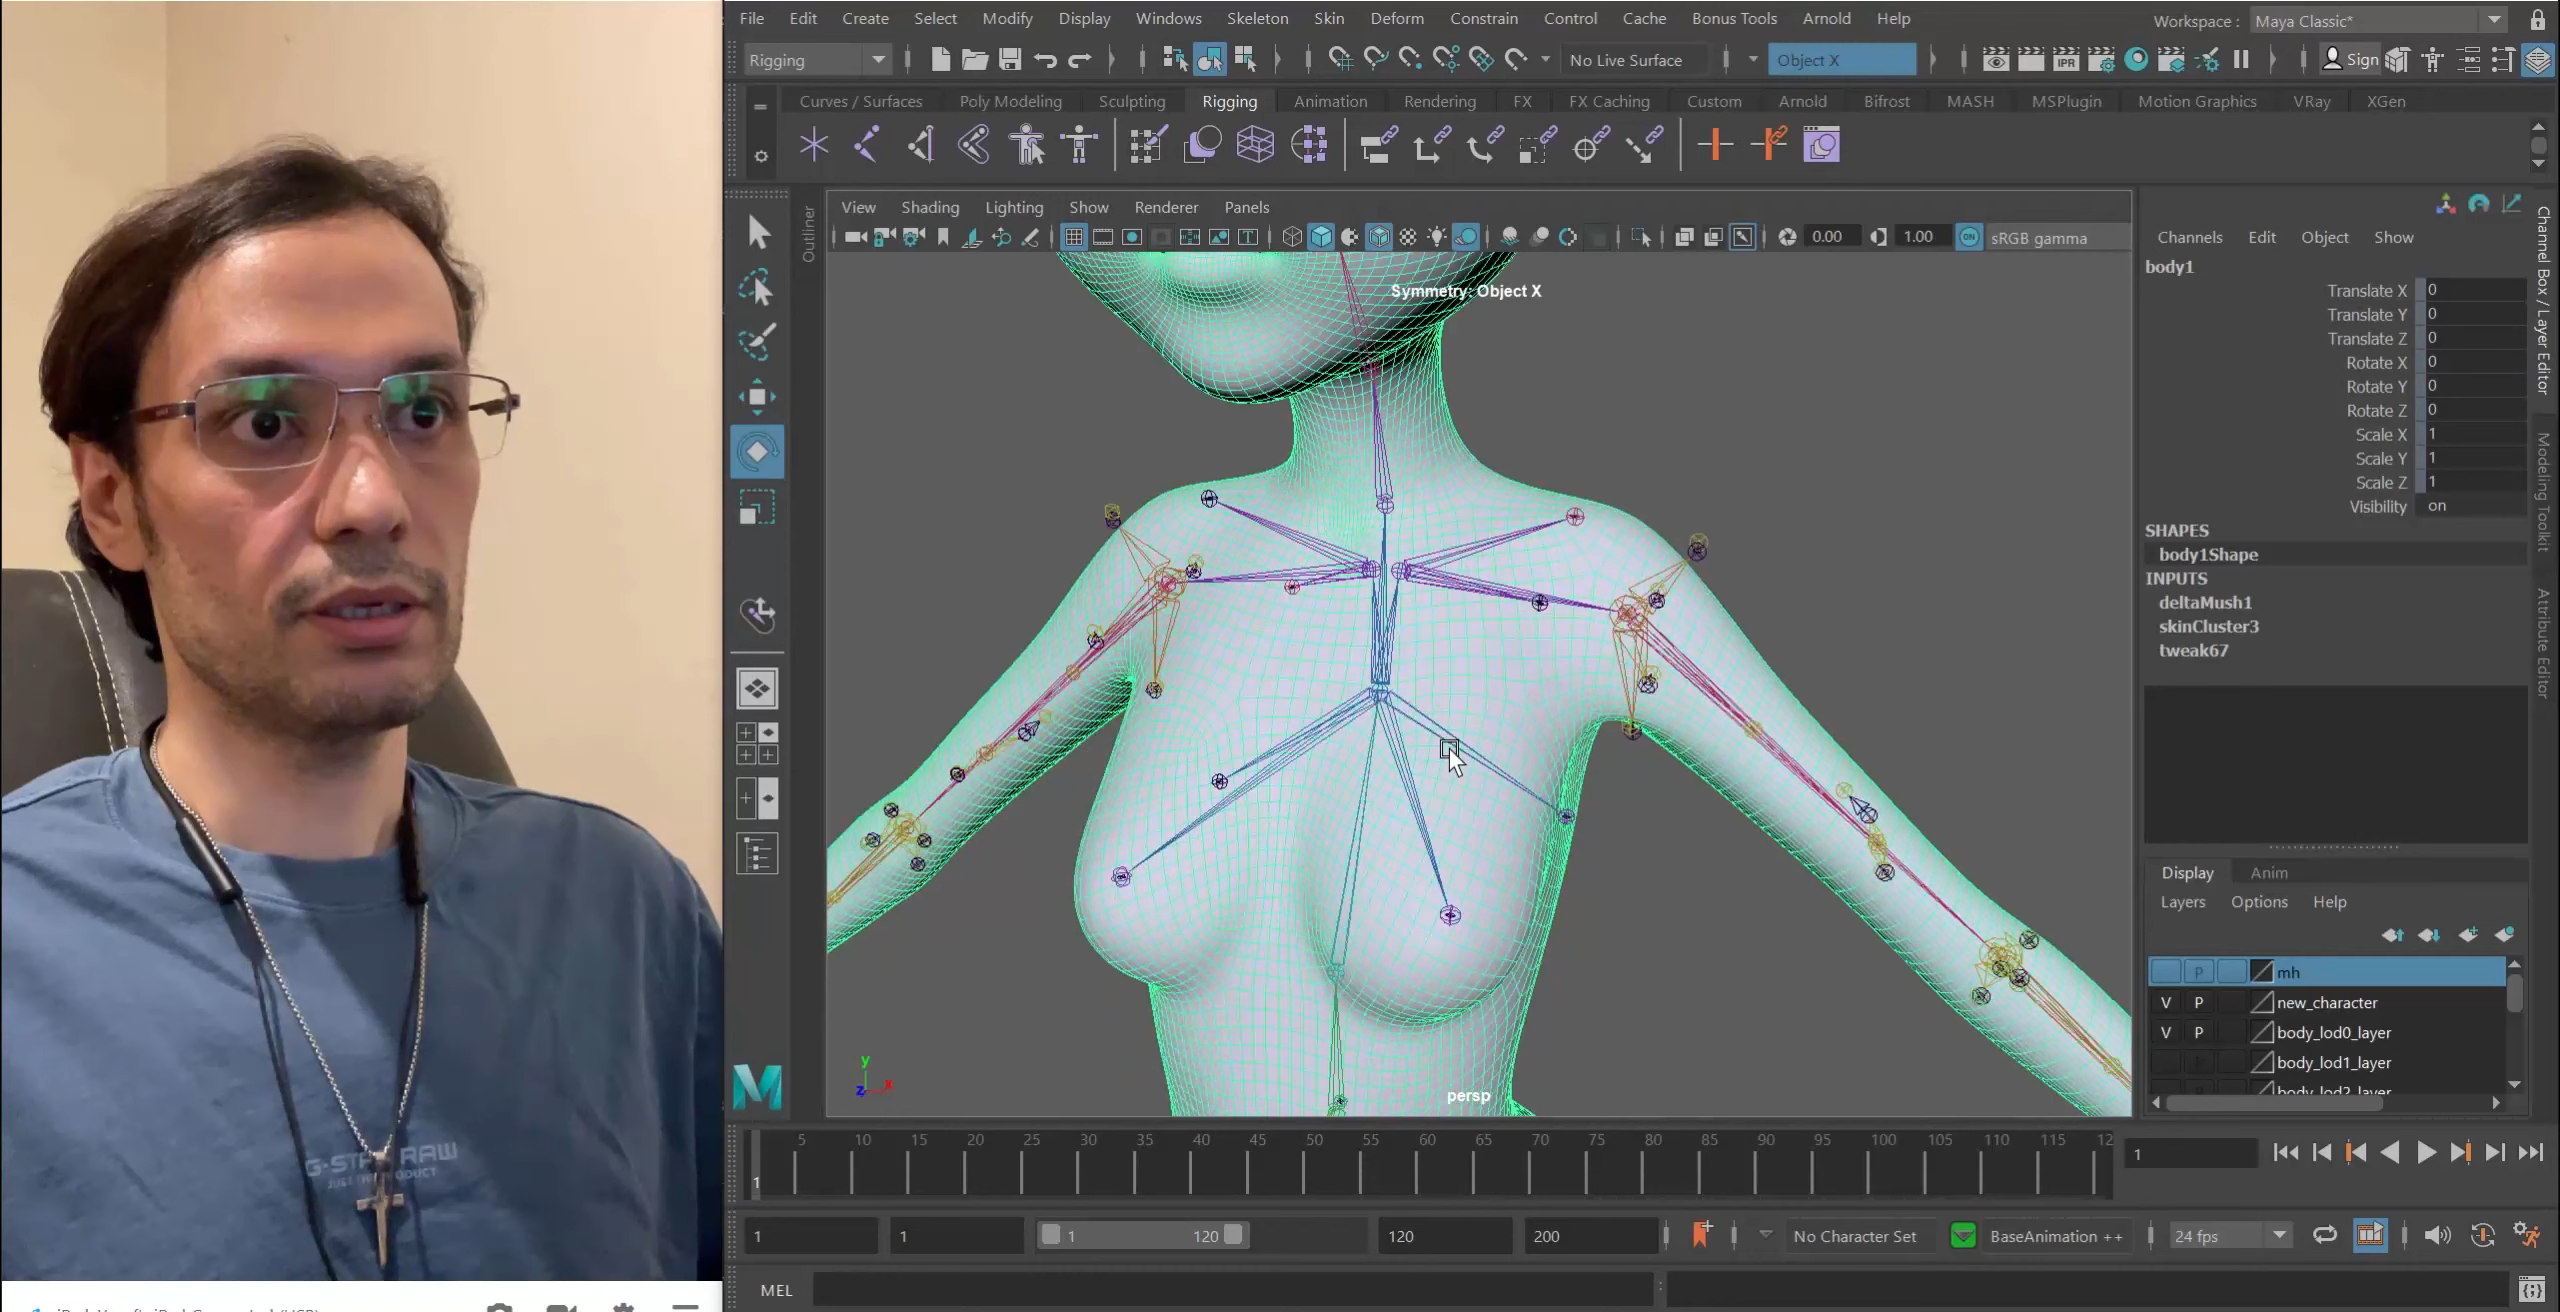 File Edit Create Select Modify Display Windows Skeleton Skin Deform Constrain Control Cache Bonus Tools Arnold Help
Workspace : Maya Classic*
Rigging
No Live Surface
Object X
IPR
Sign
Curves / Surfaces Poly Modeling Sculpting Rigging Animation Rendering FX FX Caching Custom Arnold Bifrost MASH MSPlugin Motion Graphics VRay XGen
Outliner
View Shading Lighting Show Renderer Panels
0.00
1.00
ON
sRGB gamma
Symmetry: Object X
persp
y
z
x
M
Channels Edit Object Show
body1
Translate X 0
Translate Y 0
Translate Z 0
Rotate X 0
Rotate Y 0
Rotate Z 0
Scale X 1
Scale Y 1
Scale Z 1
Visibility on
SHAPES
body1Shape
INPUTS
deltaMush1
skinCluster3
tweak67
Channel Box / Layer Editor
Modeling Toolkit
Attribute Editor
Display Anim
Layers Options Help
P mh
V P new_character
V P body_lod0_layer
body_lod1_layer
body_lod2_layer
5 10 15 20 25 30 35 40 45 50 55 60 65 70 75 80 85 90 95 100 105 110 115 12
1
1
1
1
1 120
120
200
No Character Set
BaseAnimation ++
24 fps
MEL
G-STAR RAW